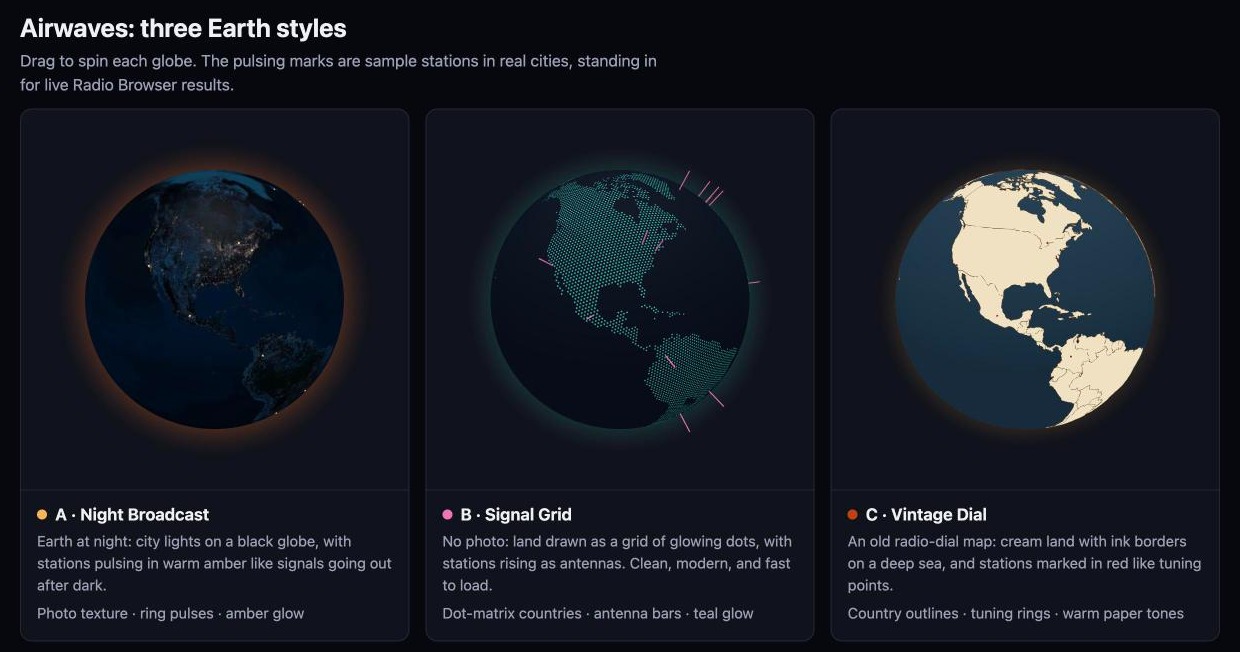 Airwaves: three Earth styles
Drag to spin each globe. The pulsing marks are sample stations in real cities, standing in
for live Radio Browser results.
A · Night Broadcast
Earth at night: city lights on a black globe, with
stations pulsing in warm amber like signals going out
after dark.
Photo texture · ring pulses · amber glow
B · Signal Grid
No photo: land drawn as a grid of glowing dots, with
stations rising as antennas. Clean, modern, and fast
to load.
Dot-matrix countries · antenna bars · teal glow
C · Vintage Dial
An old radio-dial map: cream land with ink borders
on a deep sea, and stations marked in red like tuning
points.
Country outlines · tuning rings · warm paper tones